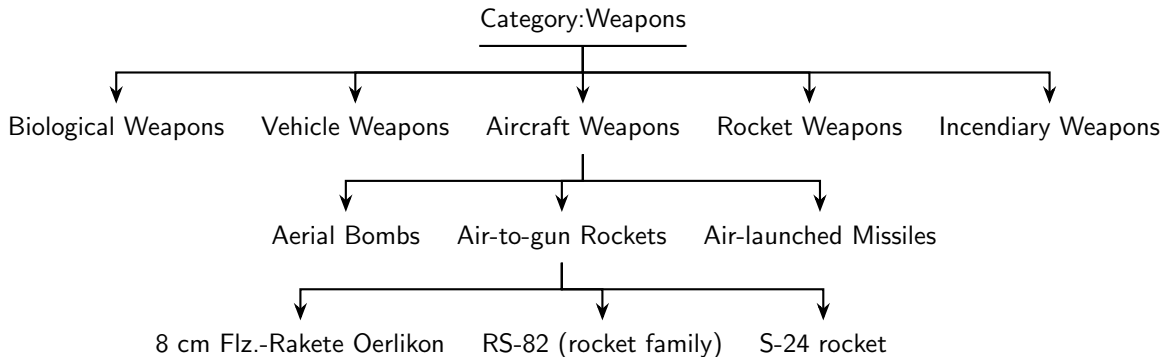 Category:Weapons
Biological Weapons Vehicle Weapons Aircraft Weapons Rocket Weapons Incendiary Weapons
Aerial Bombs Air-to-gun Rockets Air-launched Missiles
8 cm Flz.-Rakete Oerlikon RS-82 (rocket family) S-24 rocket